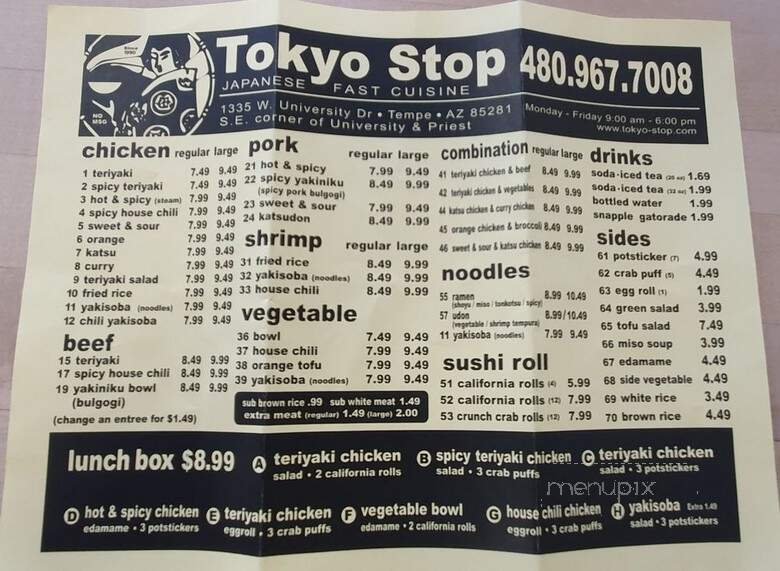 Since 1990
NO MSG
Tokyo Stop
JAPANESE FAST CUISINE
480.967.7008
1335 W. University Dr • Tempe • AZ 85281
S.E. corner of University & Priest
Monday - Friday 9:00 am - 6:00 pm
www.tokyo-stop.com
chicken regular large
1 teriyaki 7.49 9.49
2 spicy teriyaki 7.49 9.49
3 hot & spicy (steam) 7.99 9.49
4 spicy house chili 7.99 9.49
5 sweet & sour 7.99 9.49
6 orange 7.99 9.49
7 katsu 7.99 9.49
8 curry 7.99 9.49
9 teriyaki salad 7.99 9.49
10 fried rice 7.99 9.49
11 yakisoba (noodles) 7.99 9.49
12 chili yakisoba 7.99 9.49
beef
15 teriyaki 8.49 9.99
17 spicy house chili 8.49 9.99
19 yakiniku bowl 8.49 9.99
(bulgogi)
(change an entree for $1.49)
pork regular large
21 hot & spicy 7.99 9.49
22 spicy yakiniku 8.49 9.99
(spicy pork bulgogi)
23 sweet & sour 7.99 9.49
24 katsudon 8.49 9.99
shrimp regular large
31 fried rice 8.49 9.99
32 yakisoba (noodles) 8.49 9.99
33 house chili 8.49 9.99
vegetable
36 bowl 7.49 9.49
37 house chili 7.99 9.49
38 orange tofu 7.99 9.49
39 yakisoba (noodles) 7.99 9.49
sub brown rice .99 sub white meat 1.49
extra meat (regular) 1.49 (large) 2.00
combination regular large
41 teriyaki chicken & beef 8.49 9.99
42 teriyaki chicken & vegetables 8.49 9.99
44 katsu chicken & curry chicken 8.49 9.99
45 orange chicken & broccoli 8.49 9.99
46 sweet & sour & katsu chicken 8.49 9.99
noodles
55 ramen 8.99 10.49
(shoyu / miso / tonkotsu / spicy)
57 udon 8.99/10.49
(vegetable / shrimp tempura)
11 yakisoba (noodles) 7.99 9.49
sushi roll
51 california rolls (4) 5.99
52 california rolls (12) 7.99
53 crunch crab rolls (12) 7.99
drinks
soda·iced tea (20 oz) 1.69
soda·iced tea (32 oz) 1.99
bottled water 1.99
snapple gatorade 1.99
sides
61 potsticker (7) 4.99
62 crab puff (5) 4.49
63 egg roll (1) 1.99
64 green salad 3.99
65 tofu salad 7.49
66 miso soup 3.99
67 edamame 4.49
68 side vegetable 4.49
69 white rice 3.49
70 brown rice 4.49
lunch box $8.99
A teriyaki chicken
salad • 2 california rolls
B spicy teriyaki chicken
salad • 3 crab puffs
C teriyaki chicken
salad • 3 potstickers
D hot & spicy chicken
edamame • 3 potstickers
E teriyaki chicken
eggroll • 3 crab puffs
F vegetable bowl
edamame • 2 california rolls
G house chili chicken
eggroll • 3 crab puffs
H yakisoba Extra 1.49
salad • 3 potstickers
menupix